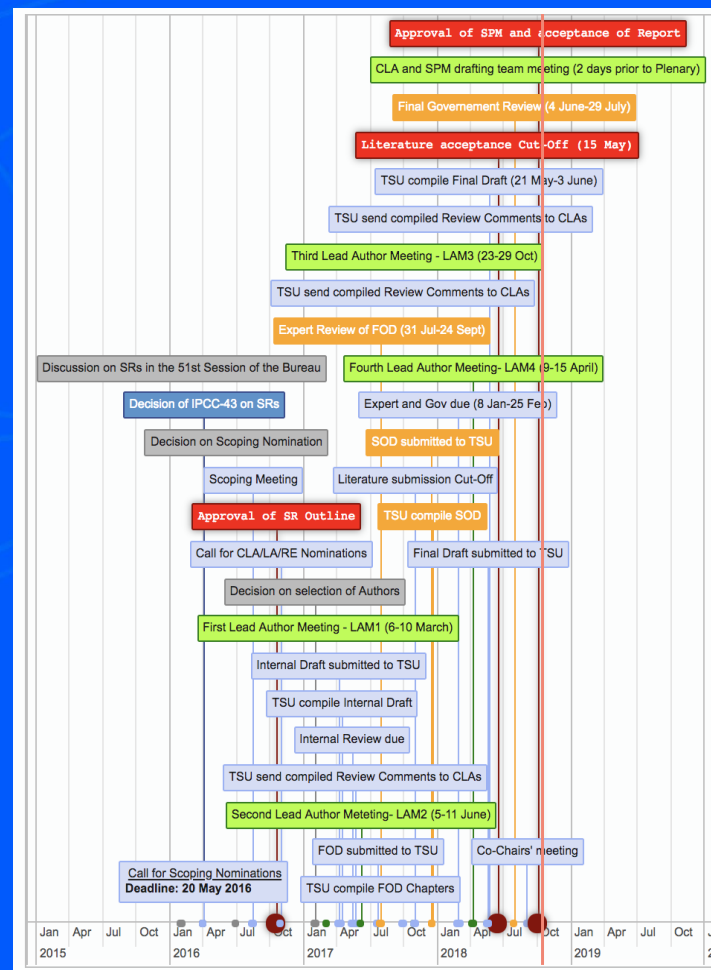 Approval of SPM and acceptance of Report
CLA and SPM drafting team meeting (2 days prior to Plenary)
Final Governement Review (4 June-29 July)
Literature acceptance Cut-Off (15 May)
TSU compile Final Draft (21 May-3 June)
TSU send compiled Review Comments to CLAs
Third Lead Author Meeting - LAM3 (23-29 Oct)
TSU send compiled Review Comments to CLAs
Expert Review of FOD (31 Jul-24 Sept)
Discussion on SRs in the 51st Session of the Bureau
Fourth Lead Author Meeting- LAM4 (9-15 April)
Decision of IPCC-43 on SRs
Expert and Gov due (8 Jan-25 Feb)
Decision on Scoping Nomination
SOD submitted to TSU
Scoping Meeting
Literature submission Cut-Off
Approval of SR Outline
TSU compile SOD
Call for CLA/LA/RE Nominations
Final Draft submitted to TSU
Decision on selection of Authors
First Lead Author Meeting - LAM1 (6-10 March)
Internal Draft submitted to TSU
TSU compile Internal Draft
Internal Review due
TSU send compiled Review Comments to CLAs
Second Lead Author Meteting- LAM2 (5-11 June)
FOD submitted to TSU
Co-Chairs' meeting
Call for Scoping Nominations
Deadline: 20 May 2016
TSU compile FOD Chapters
Jan Apr Jul Oct Jan Apr Jul Oct Jan Apr Jul Oct Jan Apr Jul Oct Jan Apr Jul Oct
2015 2016 2017 2018 2019